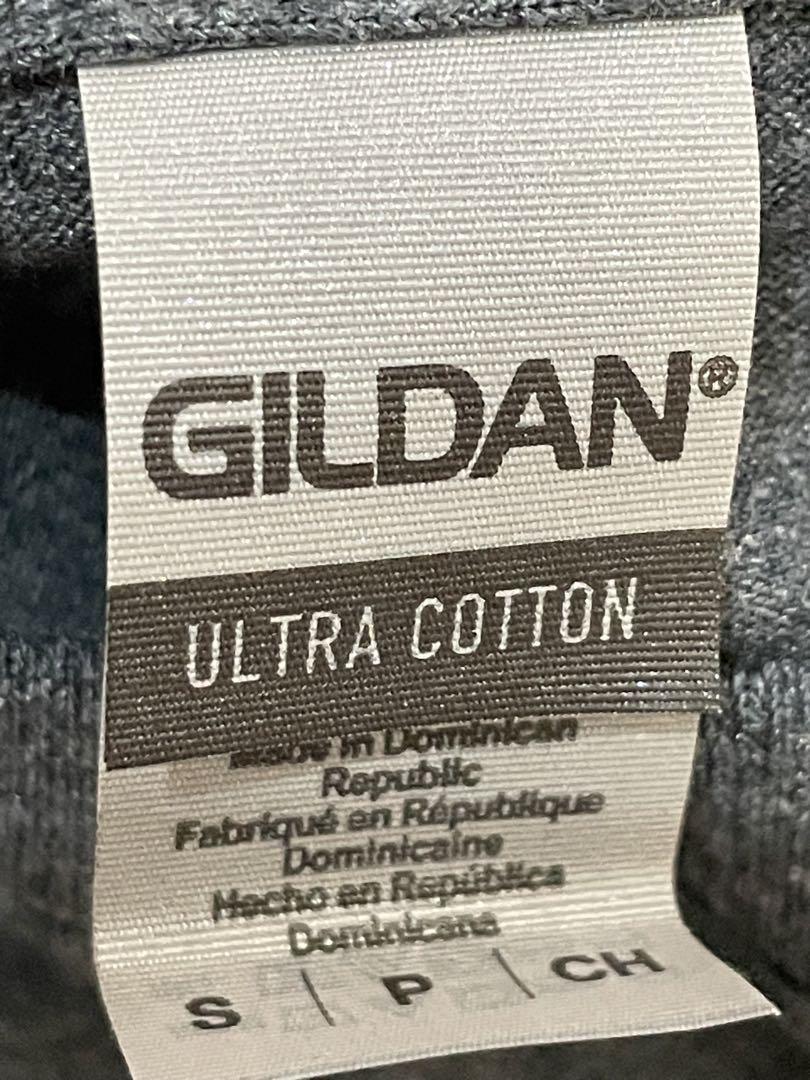 GILDAN®
ULTRA COTTON
Made in Dominican
Republic
Fabriqué en République
Dominicaine
Hecho en República
Dominicana
S | P | CH